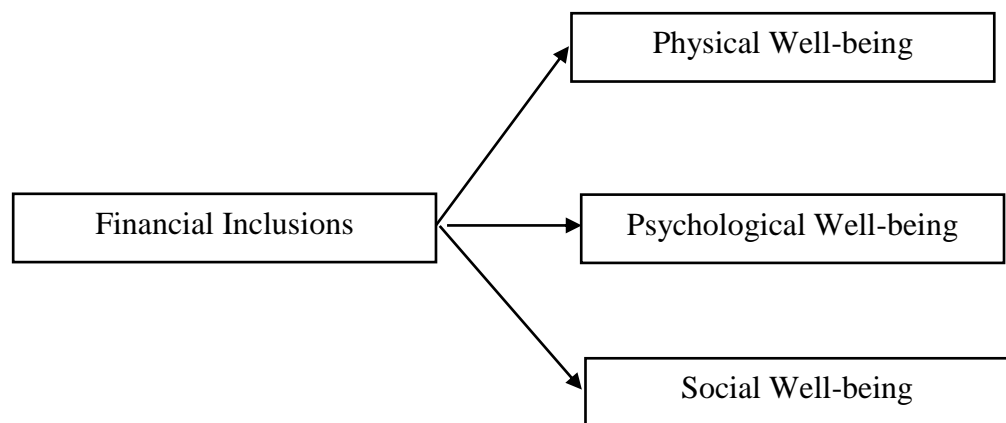 Physical Well-being
Financial Inclusions
Psychological Well-being
Social Well-being